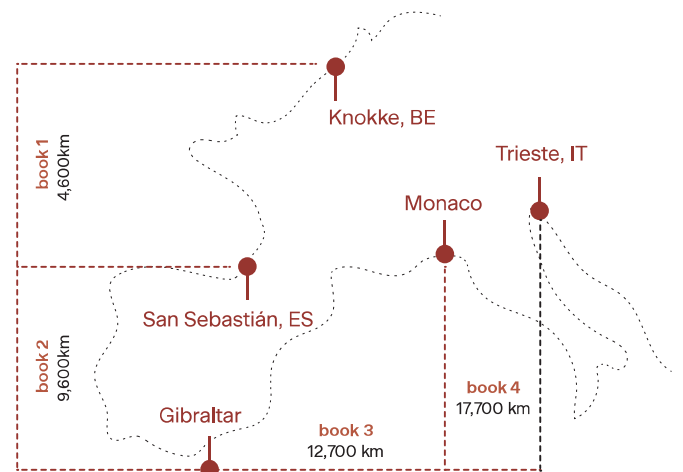 Knokke, BE
Trieste, IT
book 1
4,600km
Monaco
San Sebastián, ES
book 2
9,600km
Gibraltar
book 3
12,700 km
book 4
17,700 km